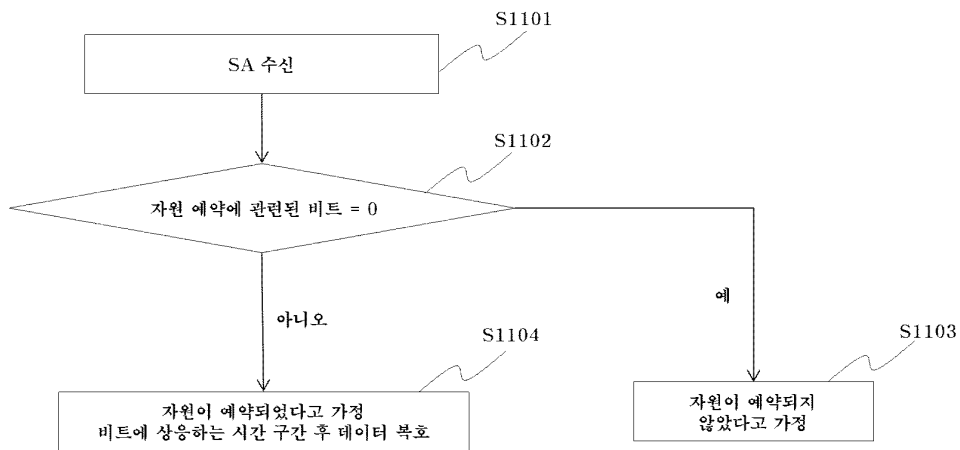 S1101
SA 수신
S1102
자원 예약에 관련된 비트 = 0
예
아니오
S1103
S1104
자원이 예약되었다고 가정
비트에 상응하는 시간 구간 후 데이터 복호
자원이 예약되지
않았다고 가정